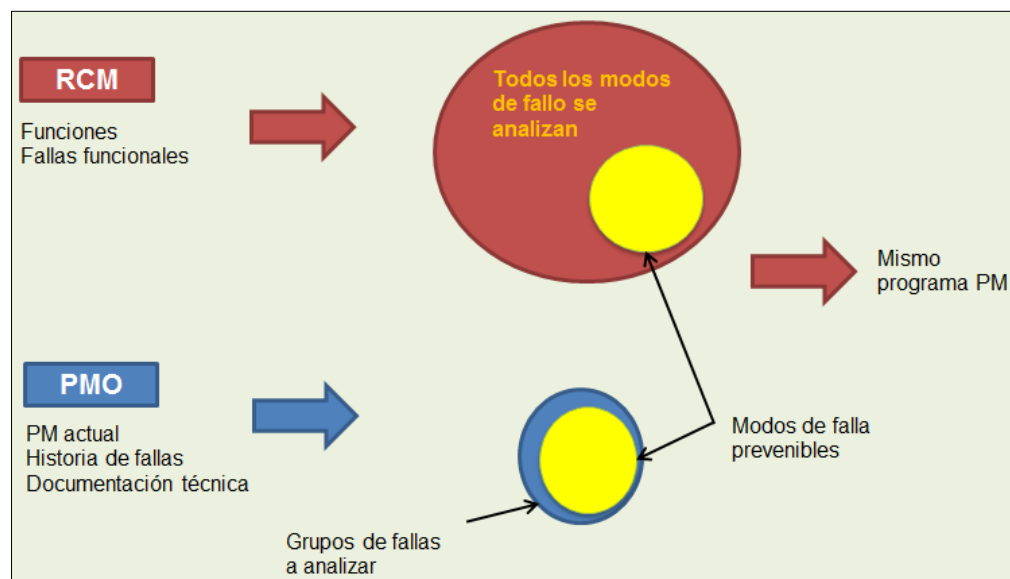 RCM
Funciones
Fallas funcionales
Todos los modos
de fallo se
analizan
Mismo
programa PM
PMO
PM actual
Historia de fallas
Documentación técnica
Modos de falla
prevenibles
Grupos de fallas
a analizar